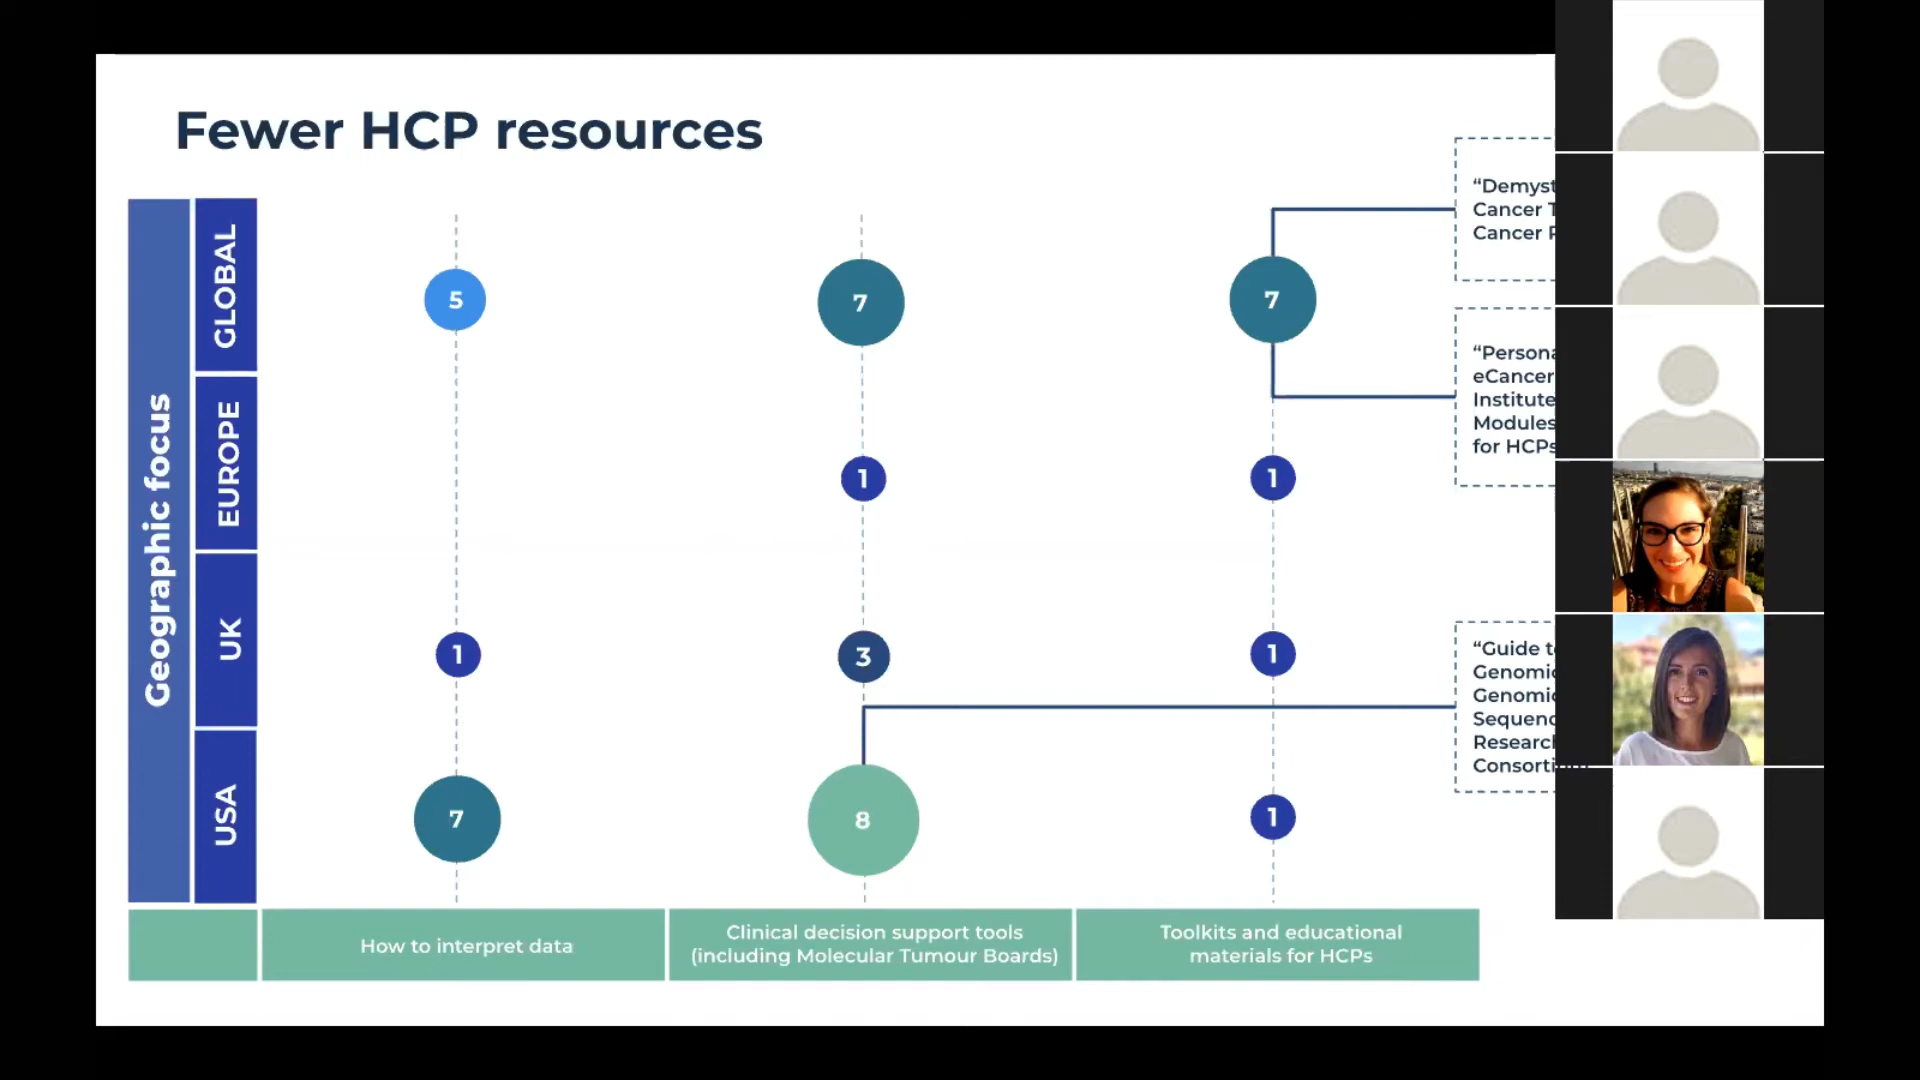 Fewer HCP resources
Geographic focus
GLOBAL
5
7
7
EUROPE
1
1
UK
1
3
1
USA
7
8
1
"Demyst
Cancer
Cancer
"Persona
eCancer
Institute
Modules
for HCPs
"Guide
Genomic
Genomic
Sequenc
Research
Consortium
How to interpret data
Clinical decision support tools
(including Molecular Tumour Boards)
Toolkits and educational
materials for HCPs